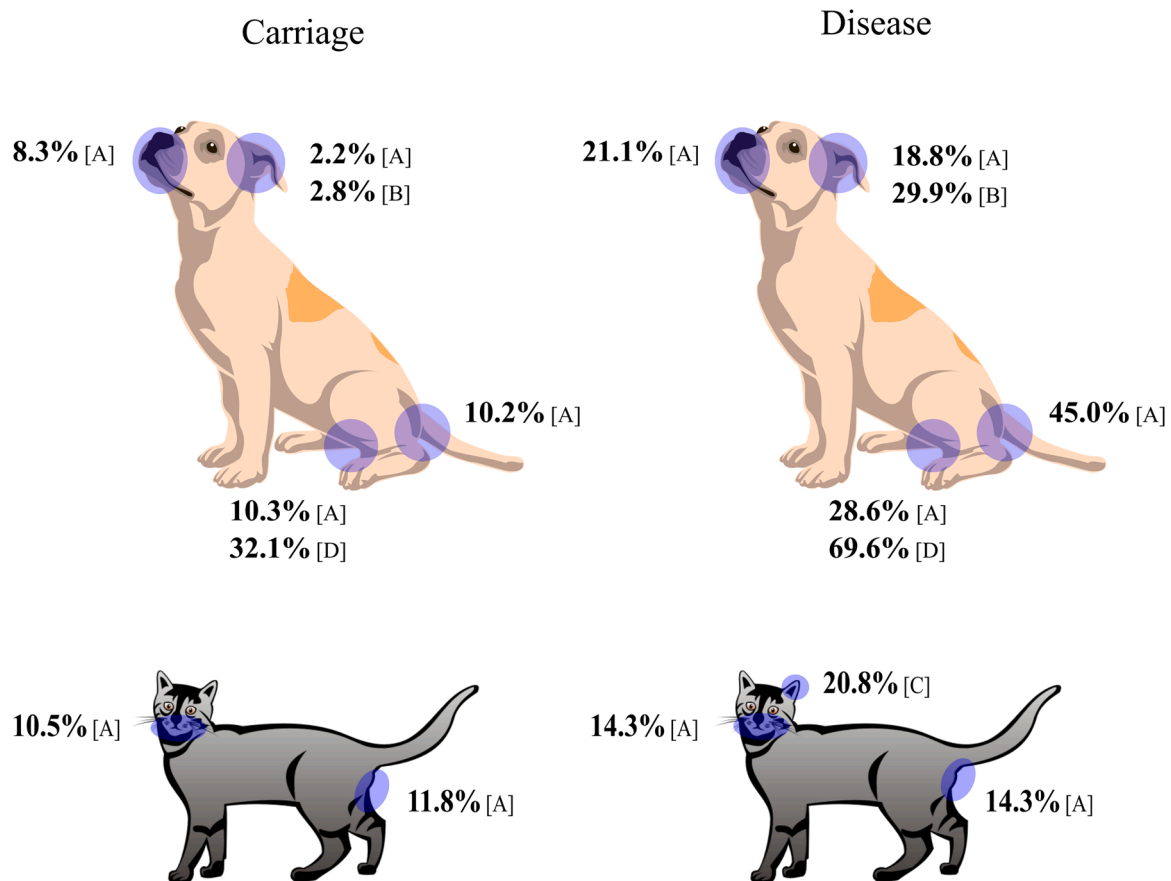 Carriage
Disease
8.3% [A]
2.2% [A]
2.8% [B]
21.1% [A]
18.8% [A]
29.9% [B]
10.2% [A]
45.0% [A]
10.3% [A]
32.1% [D]
28.6% [A]
69.6% [D]
10.5% [A]
11.8% [A]
20.8% [C]
14.3% [A]
14.3% [A]